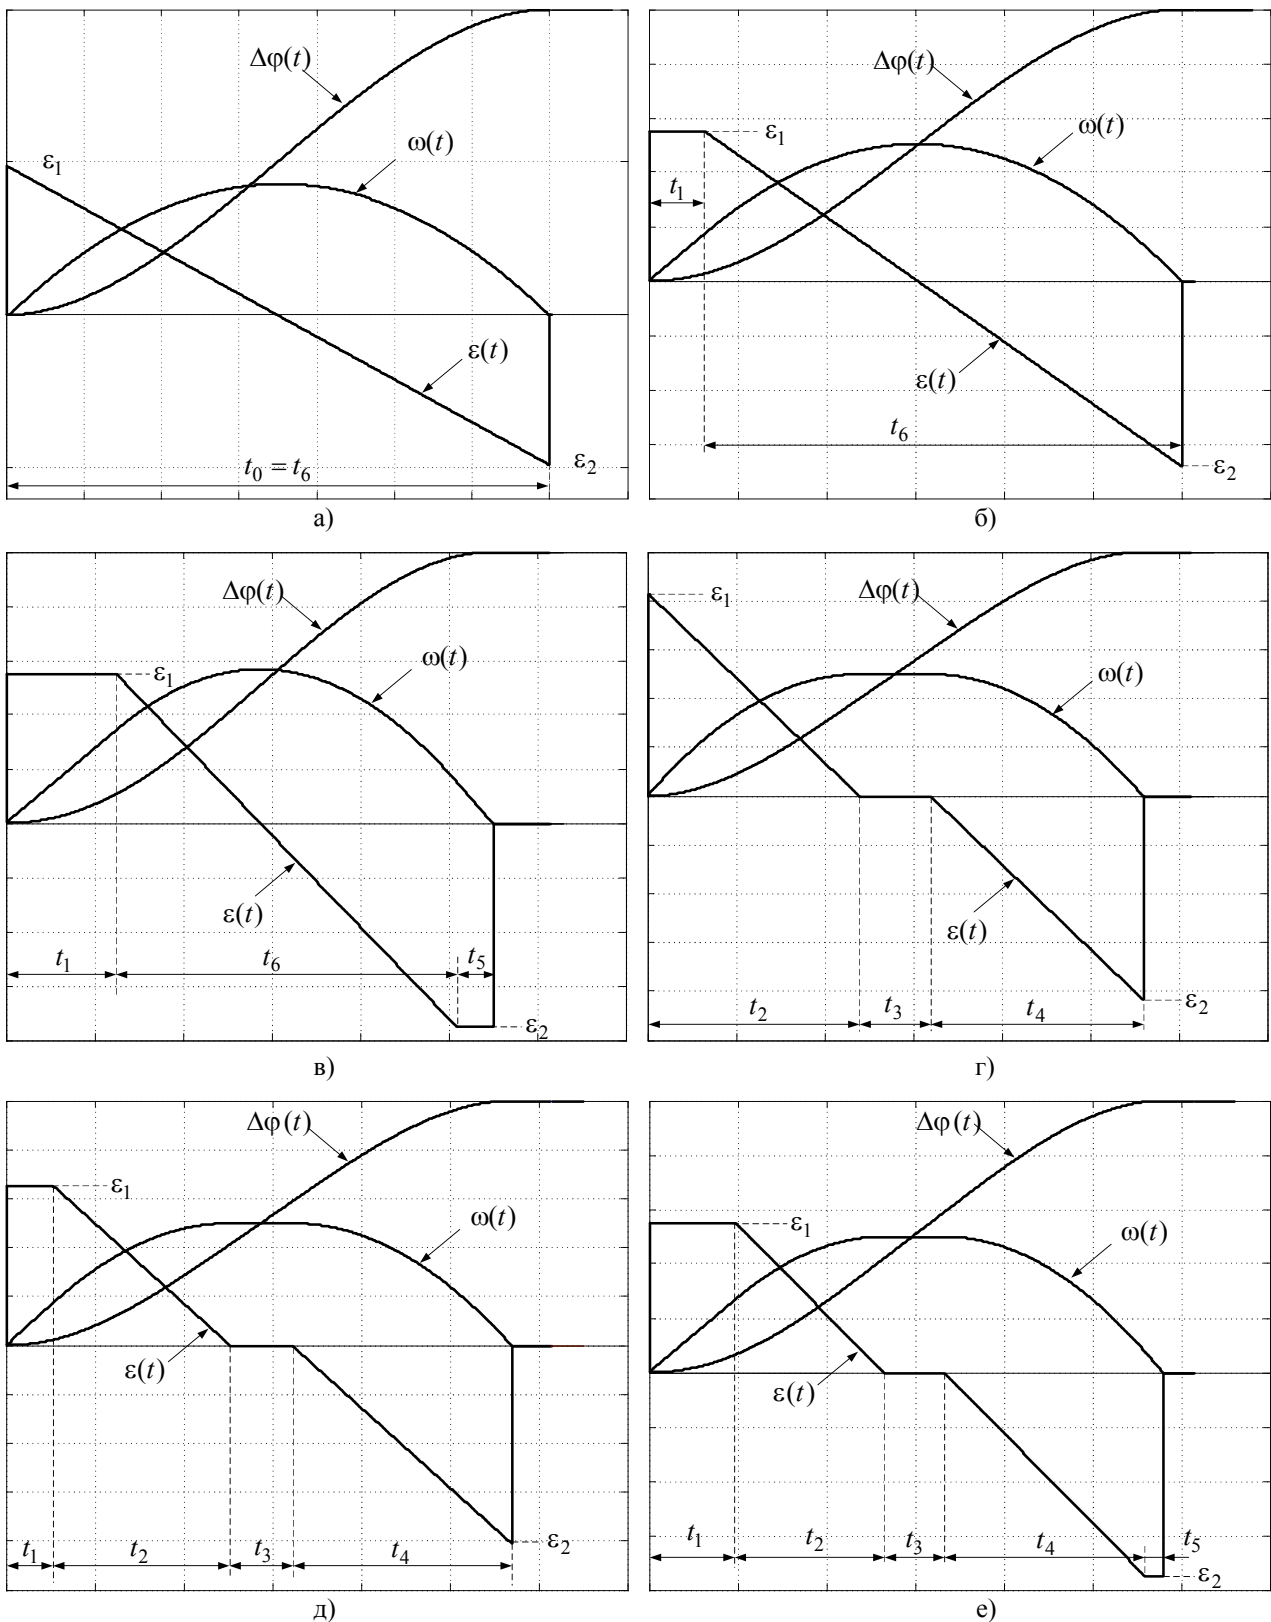 Δφ(t)
ε₁
ω(t)
ε(t)
t₀ = t₆
ε₂
а)
Δφ(t)
ε₁
ω(t)
t₁
ε(t)
t₆
ε₂
б)
Δφ(t)
ε₁
ω(t)
ε(t)
t₁
t₆
t₅
ε₂
в)
ε₁
Δφ(t)
ω(t)
ε(t)
t₂
t₃
t₄
ε₂
г)
Δφ(t)
ε₁
ω(t)
ε(t)
t₁
t₂
t₃
t₄
ε₂
д)
Δφ(t)
ε₁
ω(t)
ε(t)
t₁
t₂
t₃
t₄
t₅
ε₂
е)